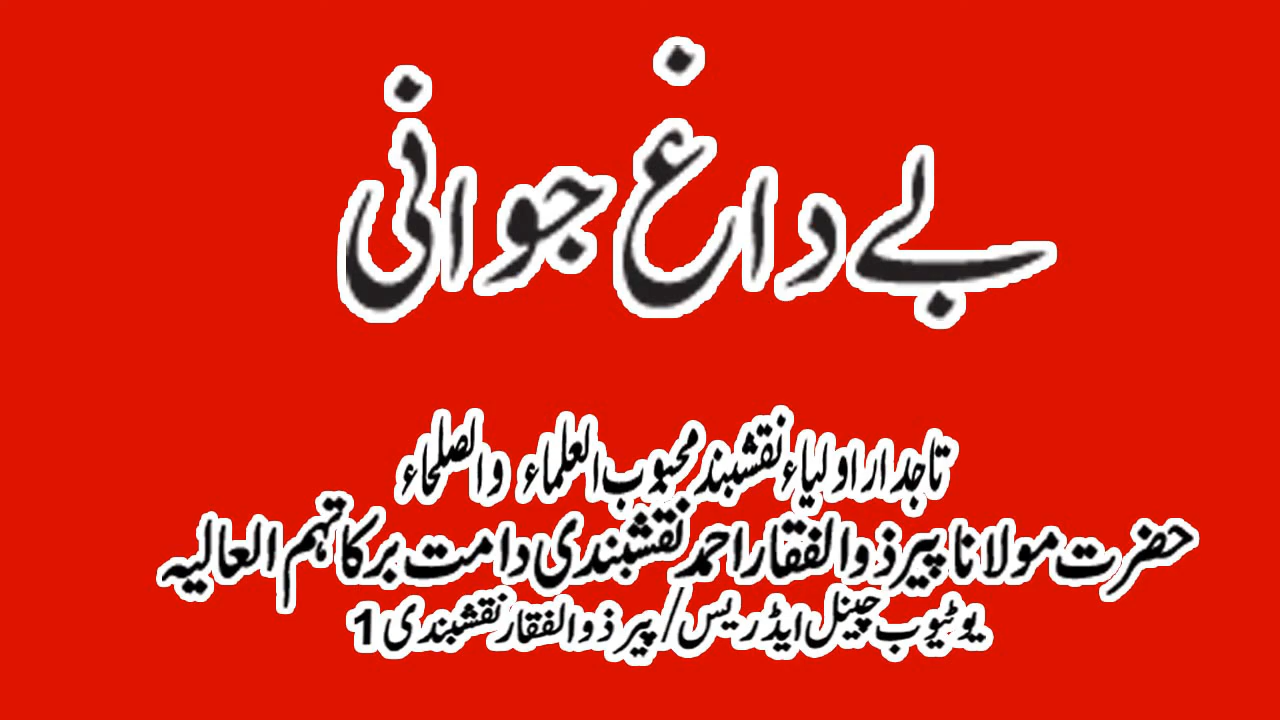 بے داغ جوانی
تاجدار اولیاء نقشبند محبوب العلماء والصلحاء
حضرت مولانا پیر ذوالفقار احمد نقشبندی دامت برکاتہم العالیہ
یوٹیوب چینل ایڈریس/ پیر ذوالفقار نقشبندی 1